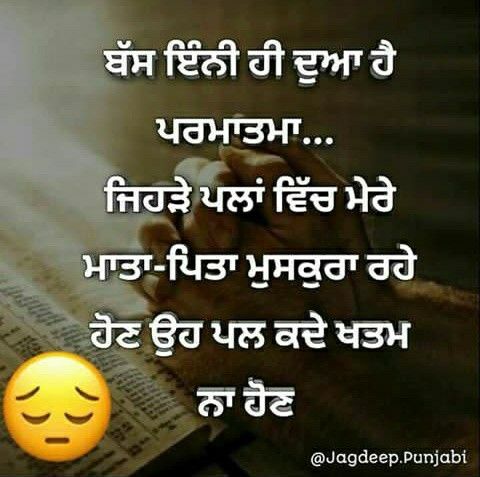 ਬੱਸ ਇੰਨੀ ਹੀ ਦੁਆ ਹੈ
ਪਰਮਾਤਮਾ...
ਜਿਹੜੇ ਪਲਾਂ ਵਿੱਚ ਮੇਰੇ
ਮਾਤਾ-ਪਿਤਾ ਮੁਸਕੁਰਾ ਰਹੇ
ਹੋਣ ਉਹ ਪਲ ਕਦੇ ਖਤਮ
ਨਾ ਹੋਣ
@Jagdeep.Punjabi